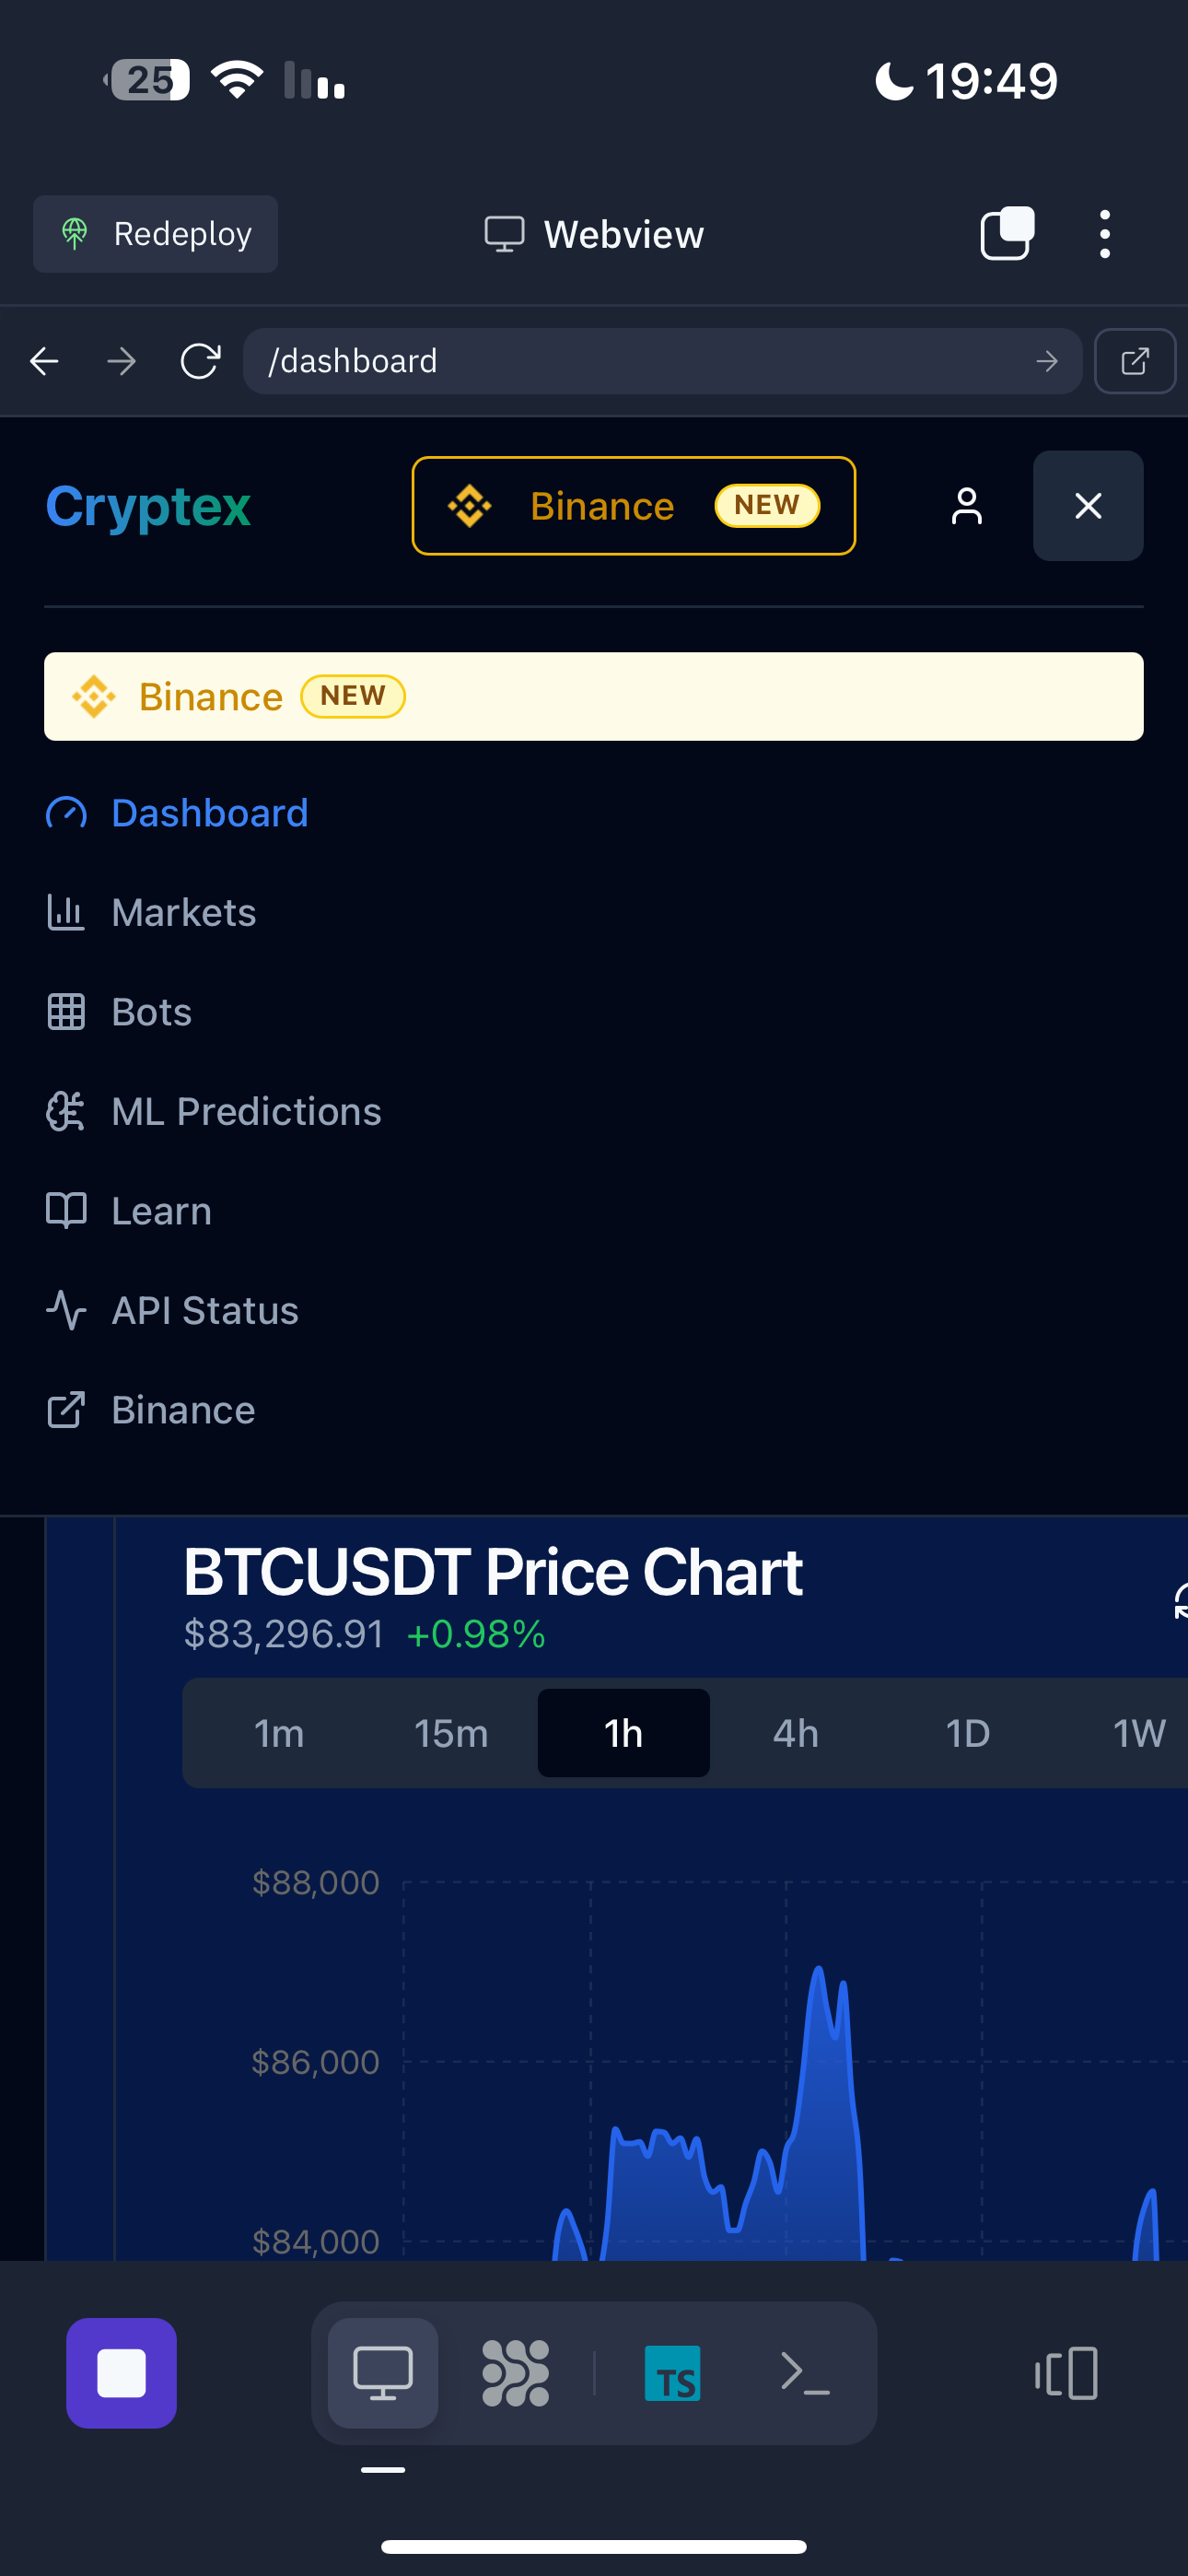 25
19:49
Redeploy
Webview
/dashboard
Cryptex
Binance NEW
Binance NEW
Dashboard
Markets
Bots
ML Predictions
Learn
API Status
Binance
BTCUSDT Price Chart
$83,296.91 +0.98%
1m 15m 1h 4h 1D 1W
$88,000
$86,000
$84,000
TS